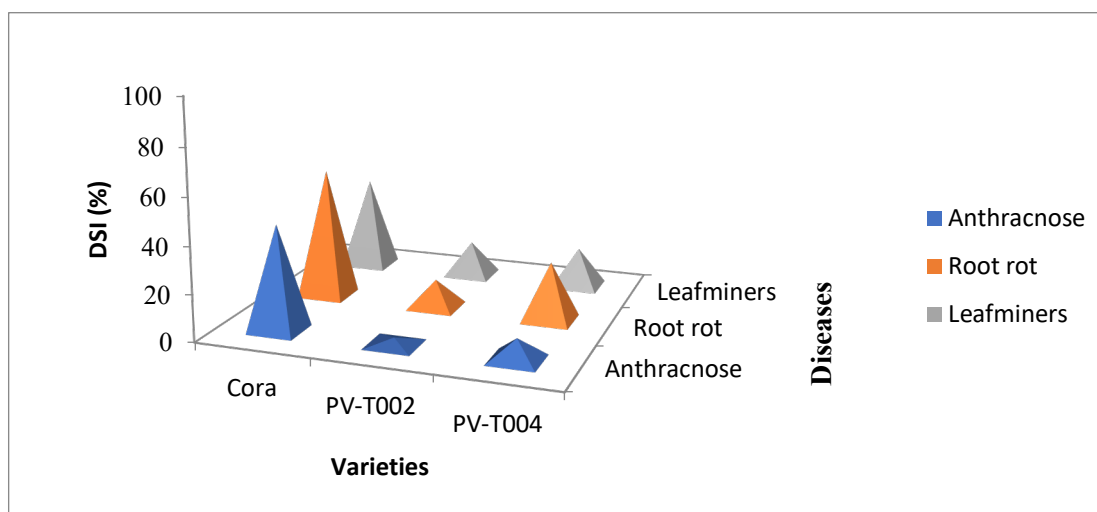 100
80
60
40
20
0
DSI (%)
Cora
PV-T002
PV-T004
Varieties
Leafminers
Root rot
Anthracnose
Diseases
Anthracnose
Root rot
Leafminers